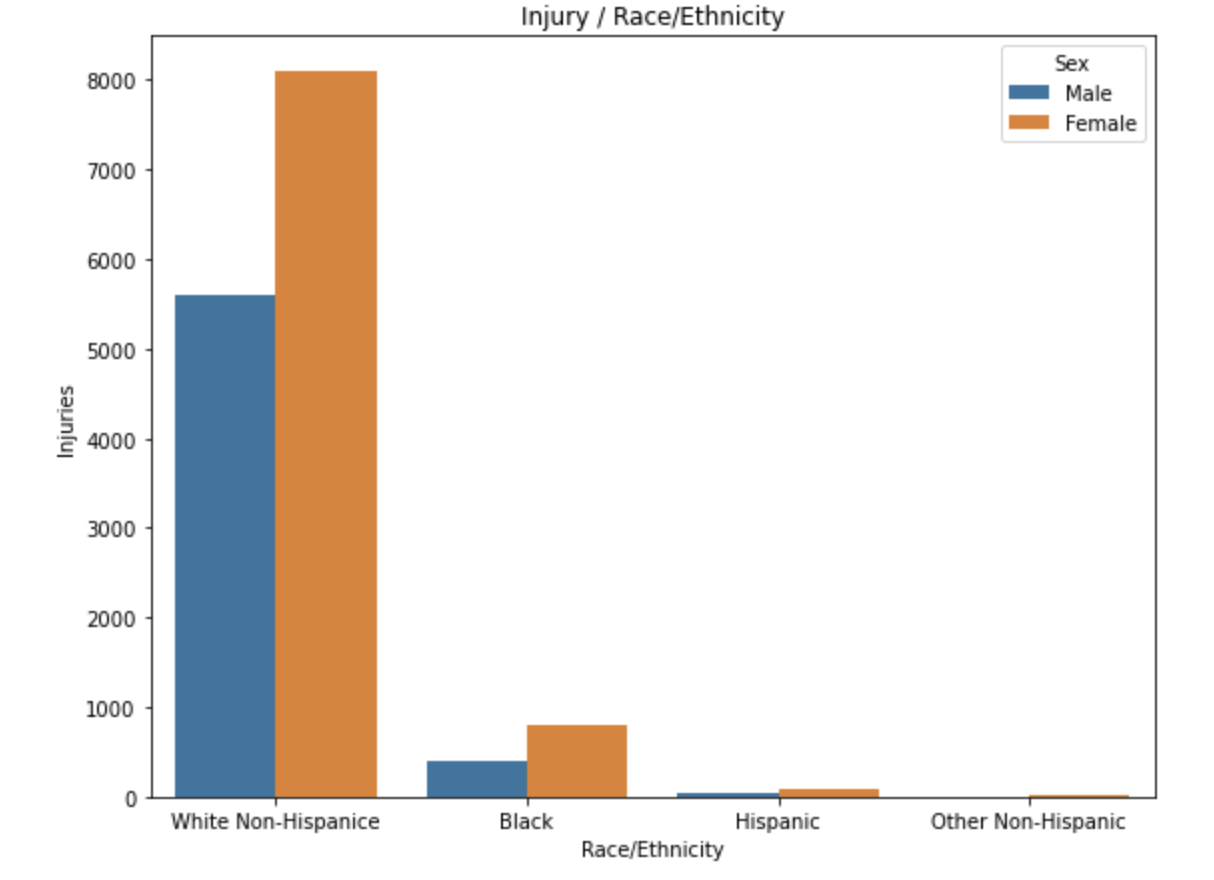 Injury / Race/Ethnicity
Sex
Male
Female
8000
7000
6000
5000
4000
3000
2000
1000
0
Injuries
White Non-Hispanice
Black
Hispanic
Other Non-Hispanic
Race/Ethnicity